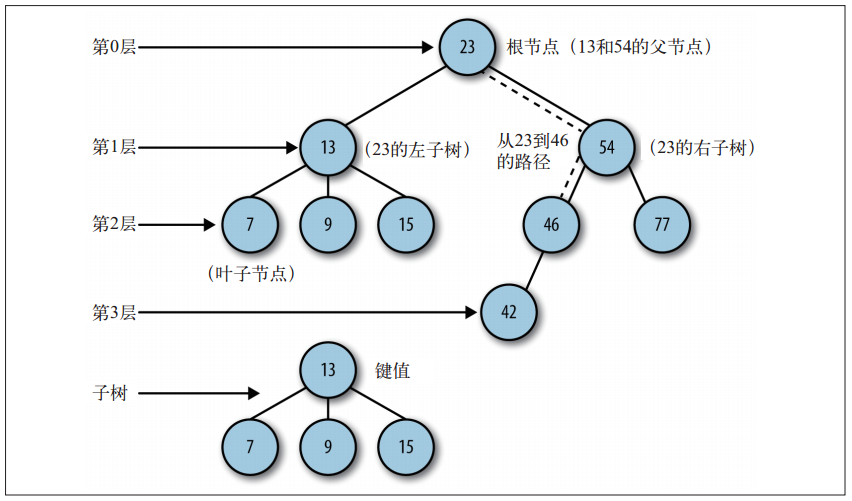 第0层
23
根节点（13和54的父节点）
第1层
13
（23的左子树）
从23到46
的路径
54
（23的右子树）
第2层
7
9
15
46
77
（叶子节点）
第3层
42
子树
13
键值
7
9
15